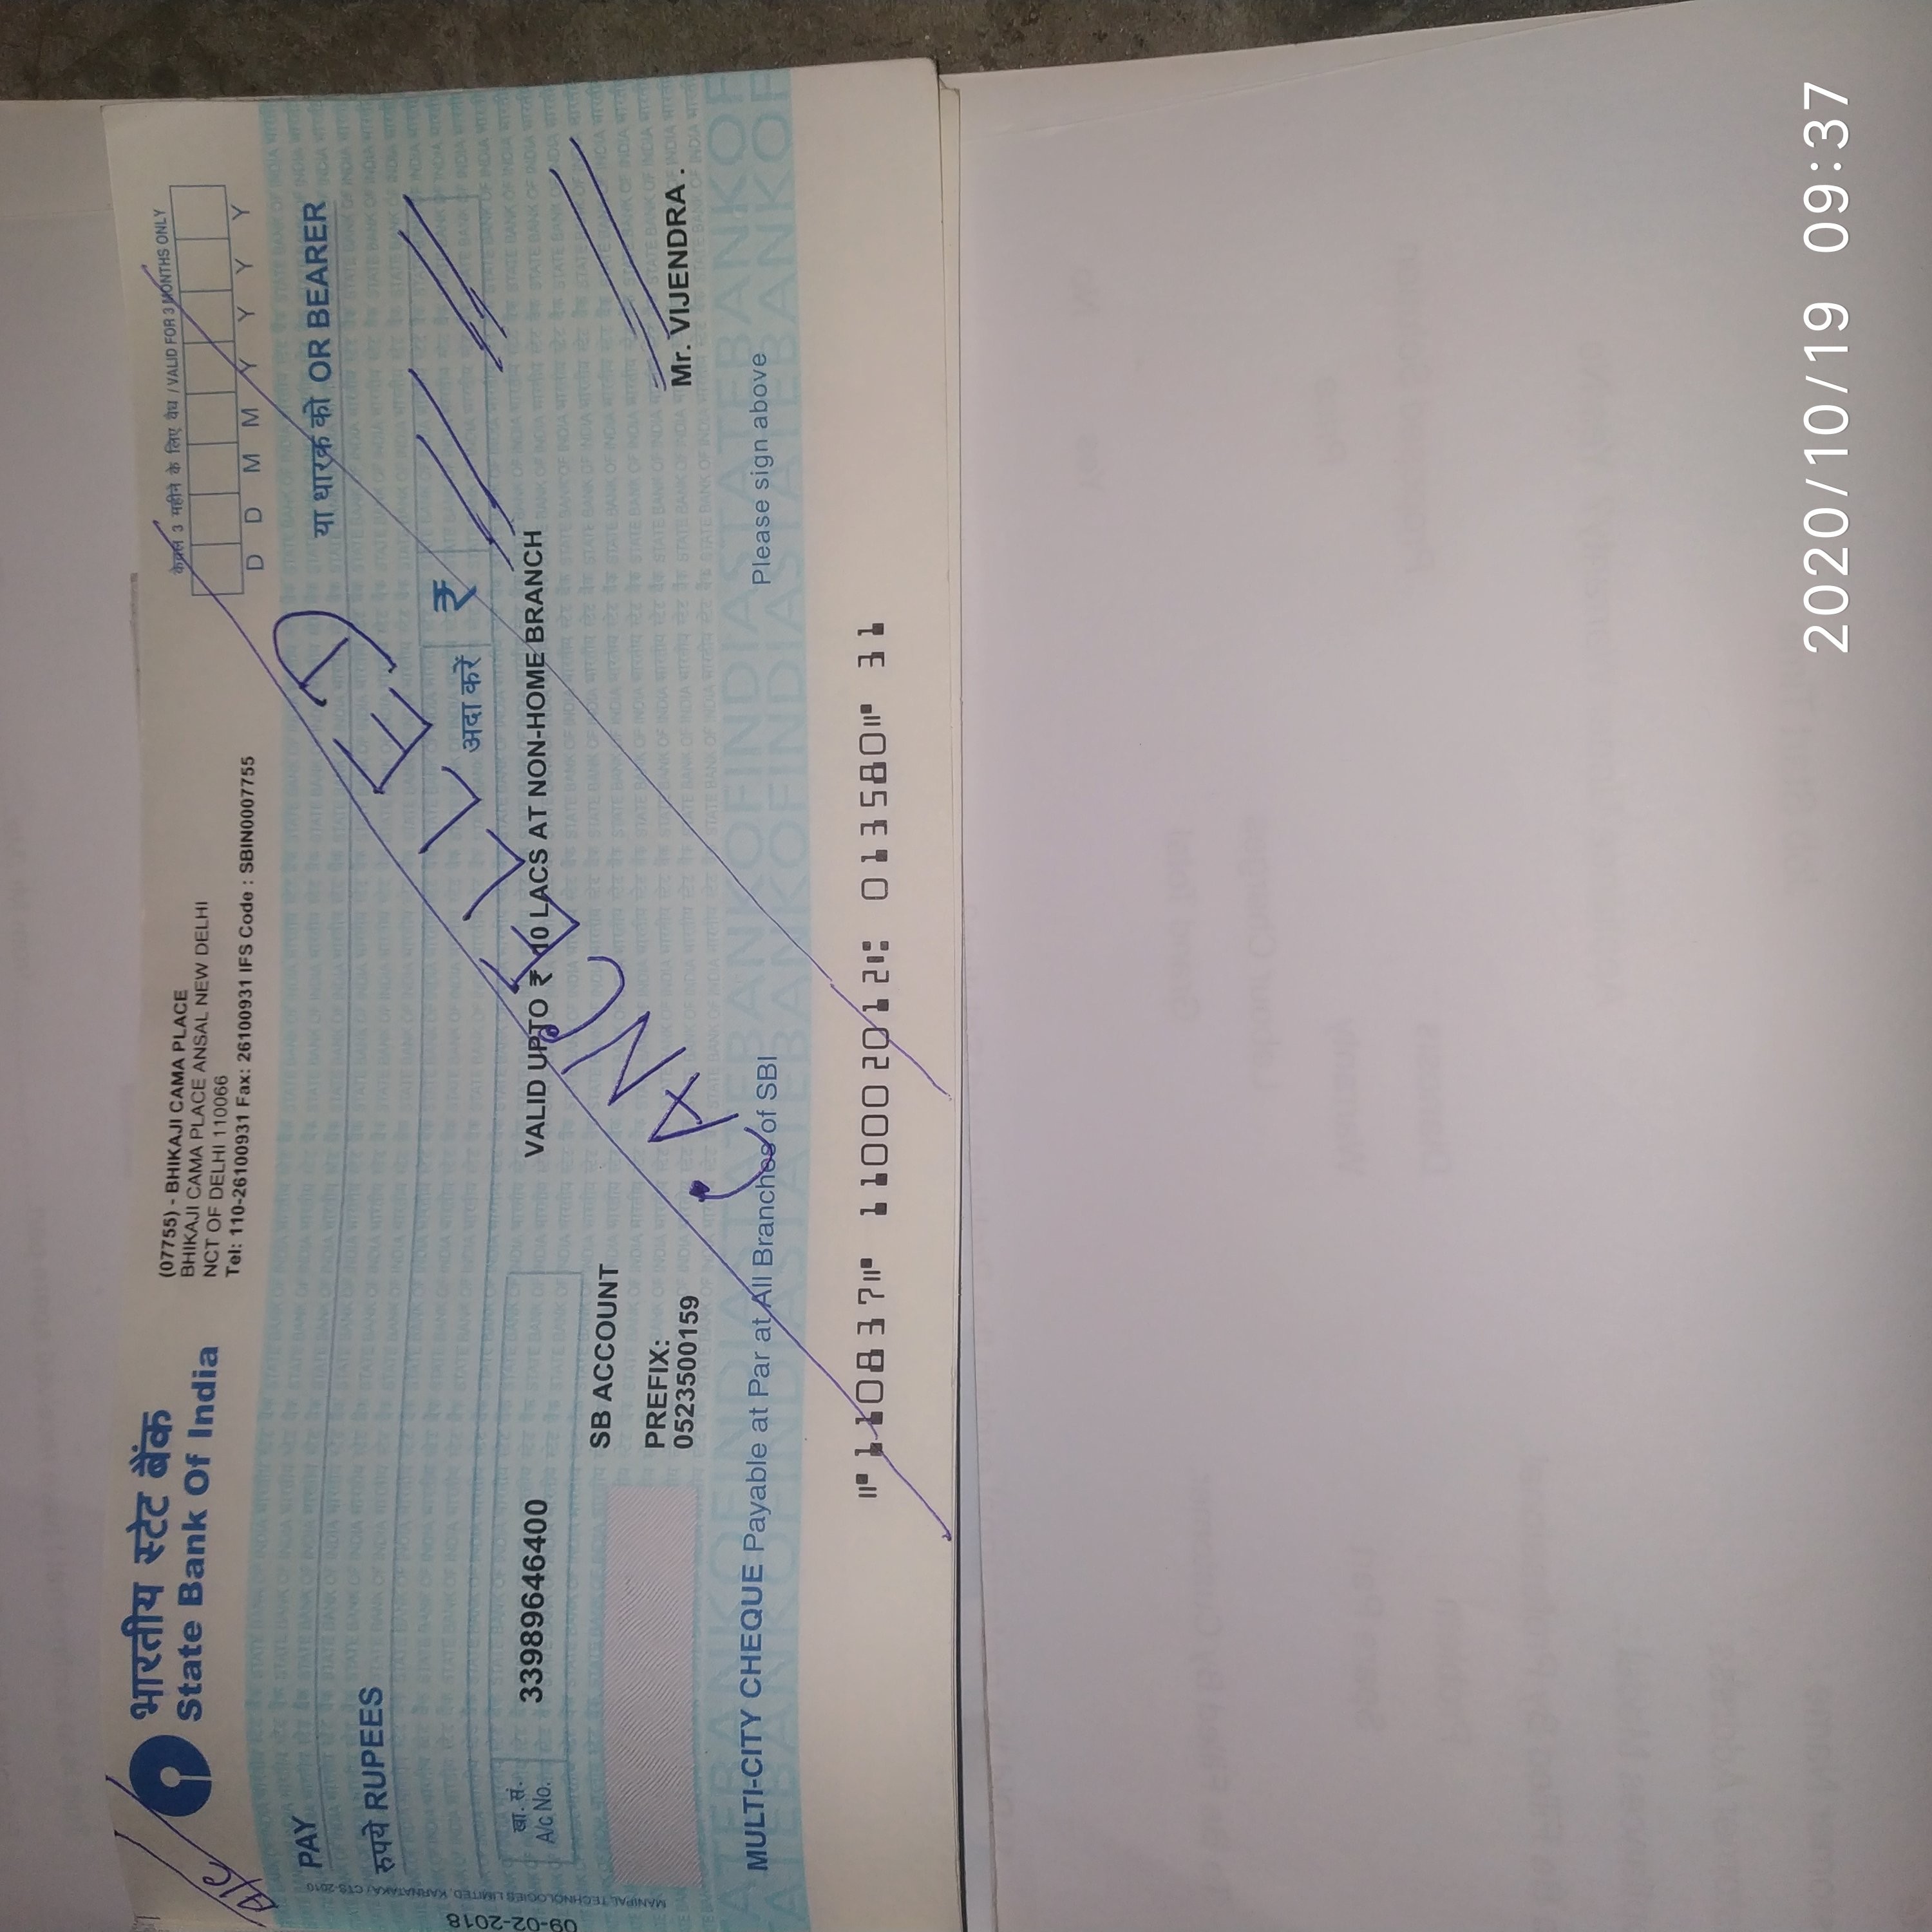 A/C
भारतीय स्टेट बैंक
State Bank Of India
(07755) - BHIKAJI CAMA PLACE
BHIKAJI CAMA PLACE ANSAL NEW DELHI
NCT OF DELHI 110066
Tel: 110-26100931 Fax: 26100931 IFS Code : SBIN0007755
केवल 3 महीने के लिए वैध / VALID FOR 3 MONTHS ONLY
D D M M Y Y Y Y
PAY
या धारक को OR BEARER
रुपये RUPEES
अदा करें ₹
CANCELLED
खा. सं.
A/c No.
33989646400
VALID UPTO ₹ 10 LACS AT NON-HOME BRANCH
SB ACCOUNT
PREFIX:
0523500159
Mr. VIJENDRA .
MULTI-CITY CHEQUE Payable at Par at All Branches of SBI
Please sign above
⑈110837⑈ 110002012⑆ 013580⑈ 31
MANIPAL TECHNOLOGIES LIMITED, KARNATAKA / CTS-2010
09-02-2018
2020/10/19 09:37